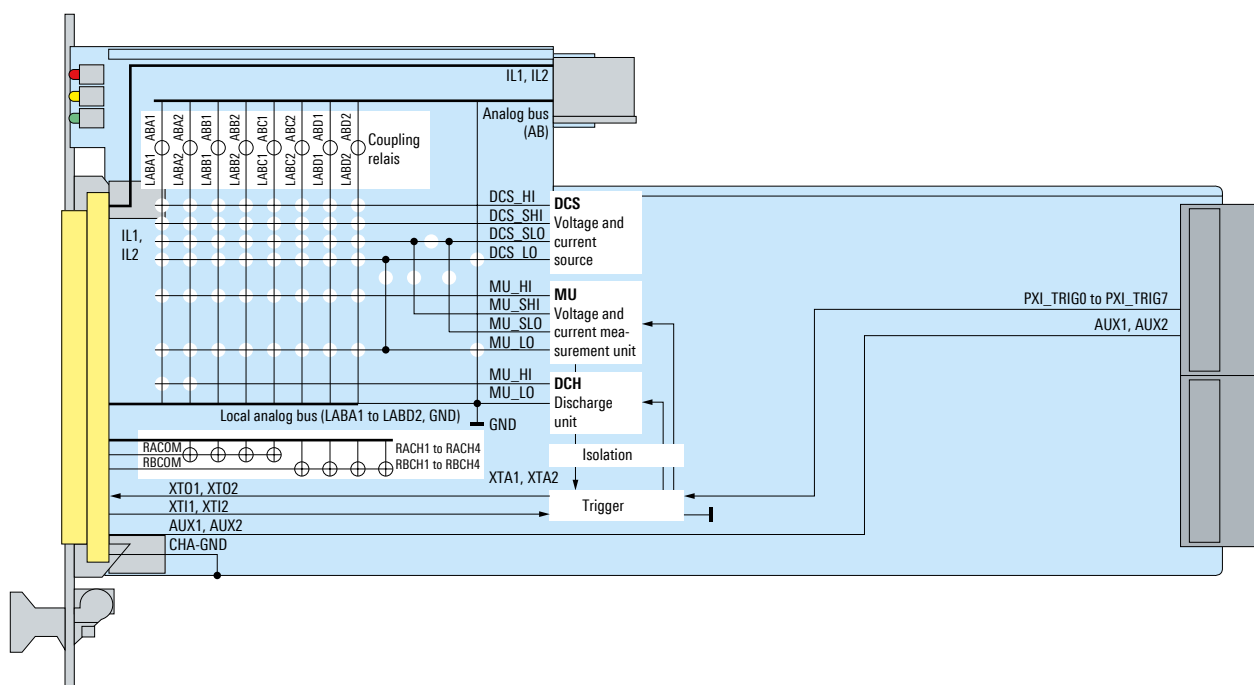 IL1, IL2
Analog bus
(AB)
ABA1
ABA2
ABB1
ABB2
ABC1
ABC2
ABD1
ABD2
Coupling
relais
LABA1
LABA2
LABB1
LABB2
LABC1
LABC2
LABD1
LABD2
IL1,
IL2
DCS_HI
DCS_SHI
DCS_SLO
DCS_LO
DCS
Voltage and
current
source
MU_HI
MU_SHI
MU_SLO
MU_LO
MU
Voltage and
current mea-
surement unit
MU_HI
MU_LO
DCH
Discharge
unit
PXI_TRIG0 to PXI_TRIG7
AUX1, AUX2
Local analog bus (LABA1 to LABD2, GND)
GND
RACOM
RBCOM
RACH1 to RACH4
RBCH1 to RBCH4
Isolation
XTA1, XTA2
Trigger
XTO1, XTO2
XTI1, XTI2
AUX1, AUX2
CHA-GND